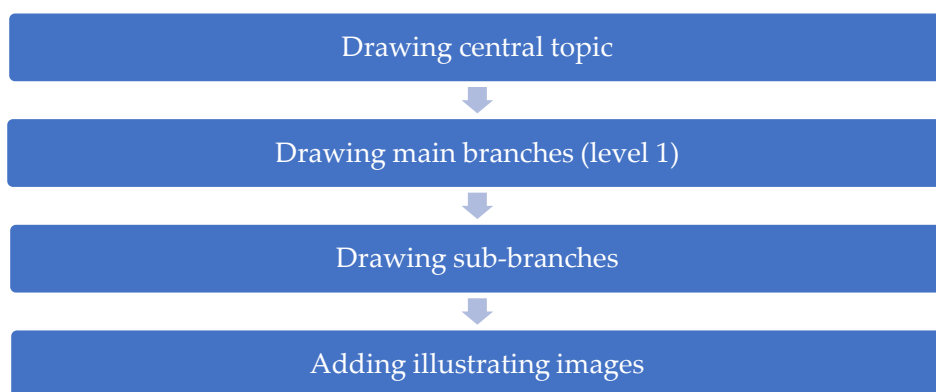 Drawing central topic
Drawing main branches (level 1)
Drawing sub-branches
Adding illustrating images